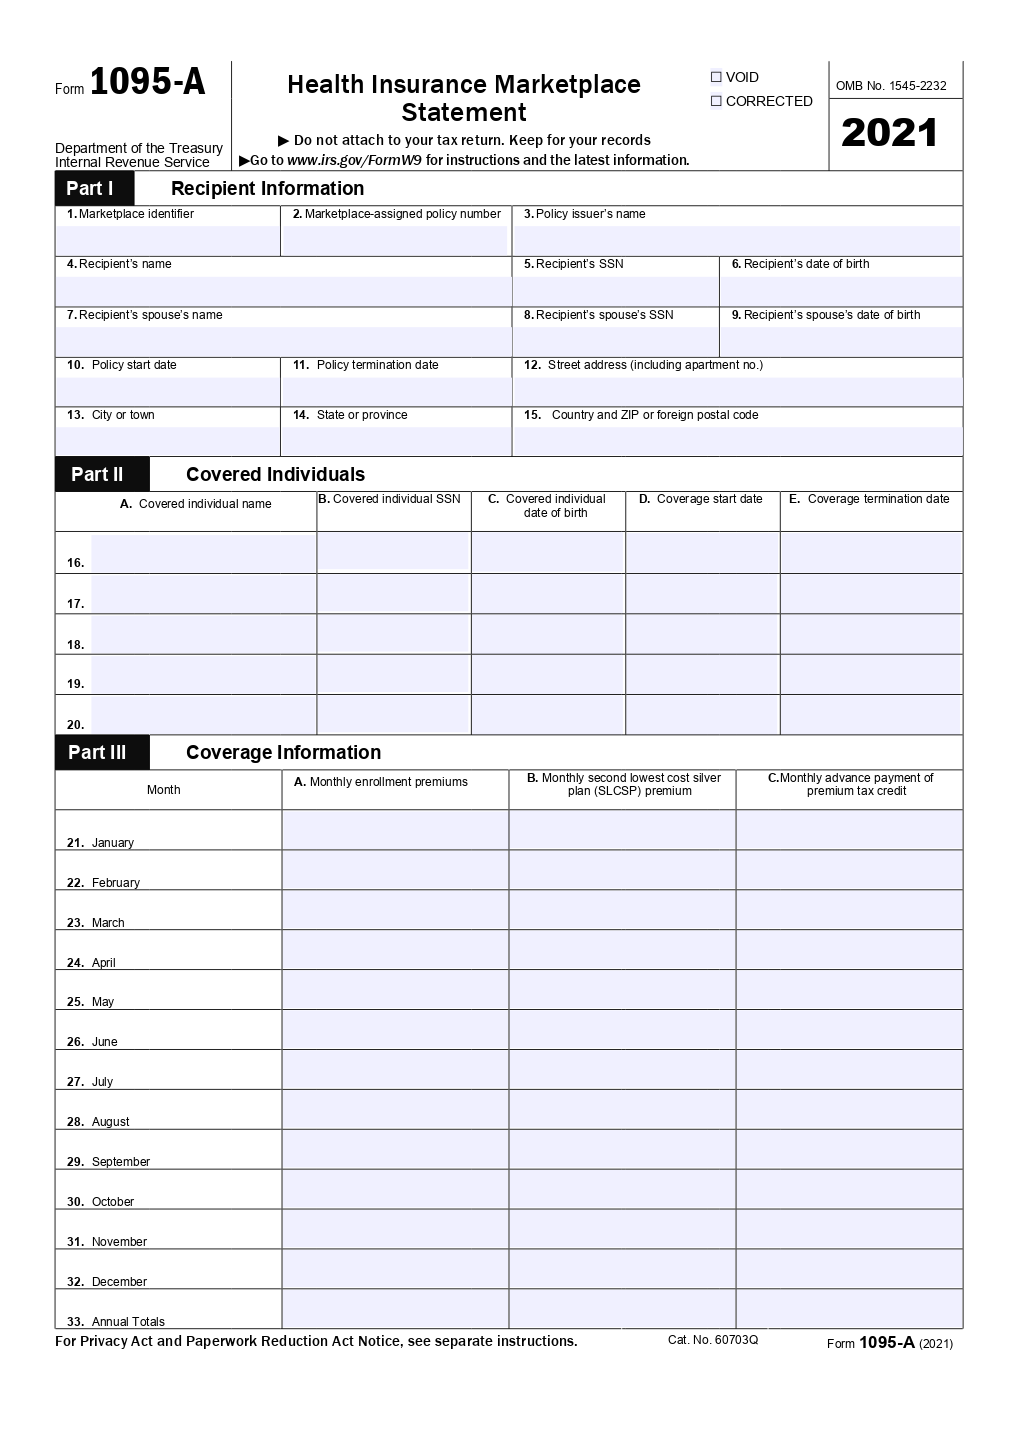 Form 1095-A
Department of the Treasury
Internal Revenue Service
Health Insurance Marketplace
Statement
▶ Do not attach to your tax return. Keep for your records
▶Go to www.irs.gov/FormW9 for instructions and the latest information.
☐ VOID
☐ CORRECTED
OMB No. 1545-2232
2021
Part I Recipient Information
1. Marketplace identifier
2. Marketplace-assigned policy number
3. Policy issuer's name
4. Recipient's name
5. Recipient's SSN
6. Recipient's date of birth
7. Recipient's spouse's name
8. Recipient's spouse's SSN
9. Recipient's spouse's date of birth
10. Policy start date
11. Policy termination date
12. Street address (including apartment no.)
13. City or town
14. State or province
15. Country and ZIP or foreign postal code
Part II Covered Individuals
A. Covered individual name
B. Covered individual SSN
C. Covered individual
date of birth
D. Coverage start date
E. Coverage termination date
16.
17.
18.
19.
20.
Part III Coverage Information
Month
A. Monthly enrollment premiums
B. Monthly second lowest cost silver
plan (SLCSP) premium
C.Monthly advance payment of
premium tax credit
21. January
22. February
23. March
24. April
25. May
26. June
27. July
28. August
29. September
30. October
31. November
32. December
33. Annual Totals
For Privacy Act and Paperwork Reduction Act Notice, see separate instructions.
Cat. No. 60703Q
Form 1095-A (2021)